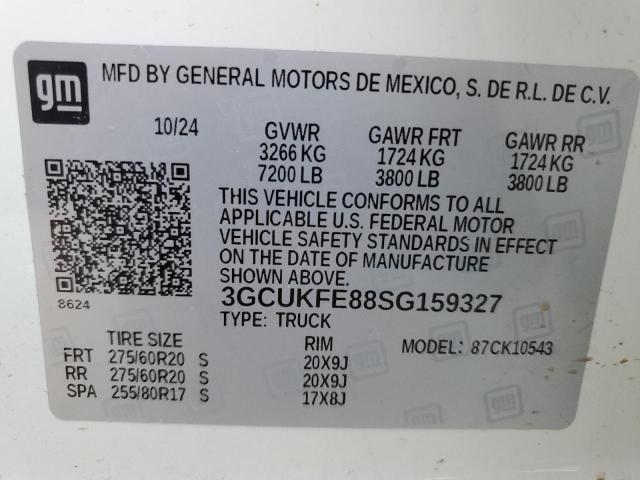 gm
MFD BY GENERAL MOTORS DE MEXICO, S. DE R.L. DE C.V.
10/24 GVWR GAWR FRT GAWR RR
3266 KG 1724 KG 1724 KG
7200 LB 3800 LB 3800 LB
THIS VEHICLE CONFORMS TO ALL
APPLICABLE U.S. FEDERAL MOTOR
VEHICLE SAFETY STANDARDS IN EFFECT
ON THE DATE OF MANUFACTURE
SHOWN ABOVE.
8624
3GCUKFE88SG159327
TYPE: TRUCK
TIRE SIZE RIM MODEL: 87CK10543
FRT 275/60R20 S 20X9J
RR 275/60R20 S 20X9J
SPA 255/80R17 S 17X8J